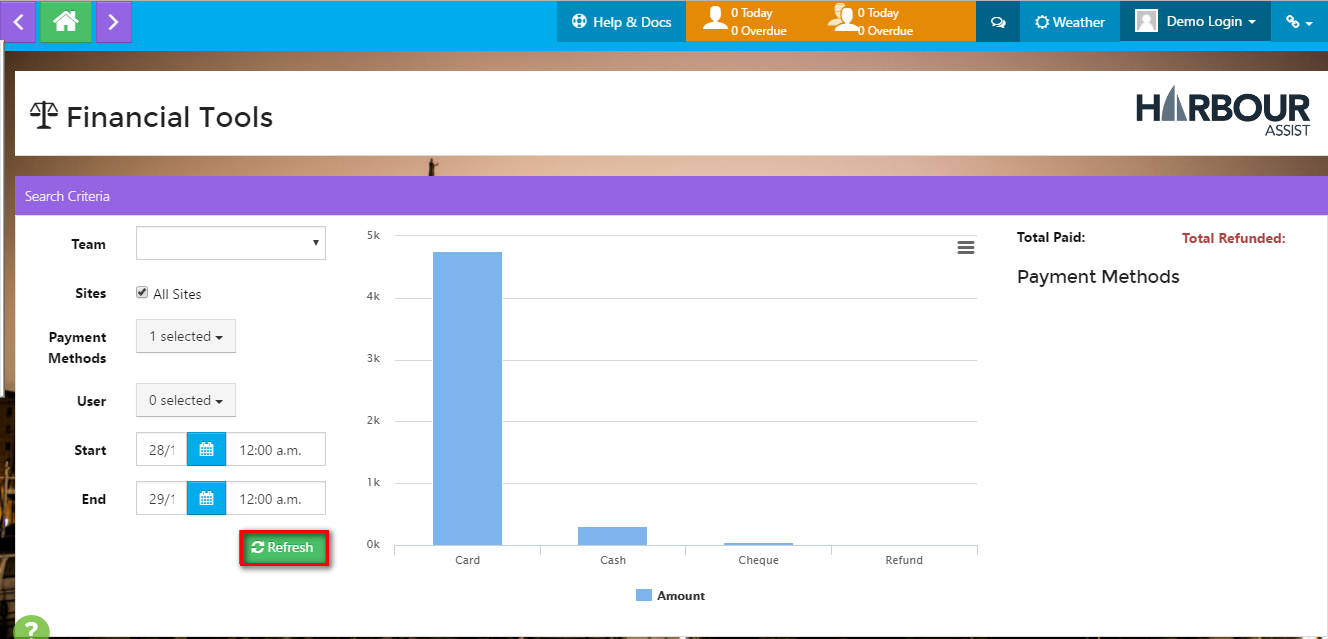 Help & Docs
0 Today
0 Overdue
0 Today
0 Overdue
Weather
Demo Login
Financial Tools
HARBOUR
ASSIST
Search Criteria
Team
Sites
All Sites
Payment
Methods
1 selected
User
0 selected
Start
28/1
12:00 a.m.
End
29/1
12:00 a.m.
Refresh
5k
4k
3k
2k
1k
0k
Card
Cash
Cheque
Refund
Amount
Total Paid:
Total Refunded:
Payment Methods
?